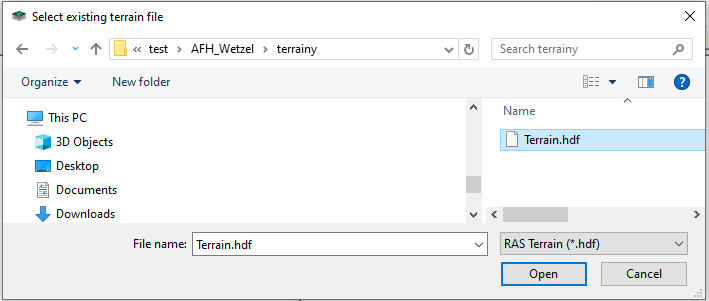 Select existing terrain file
« test > AFH_Wetzel > terrainy
Search terrainy
Organize
New folder
?
This PC
3D Objects
Desktop
Documents
Downloads
Name
Terrain.hdf
File name: Terrain.hdf
RAS Terrain (*.hdf)
Open Cancel